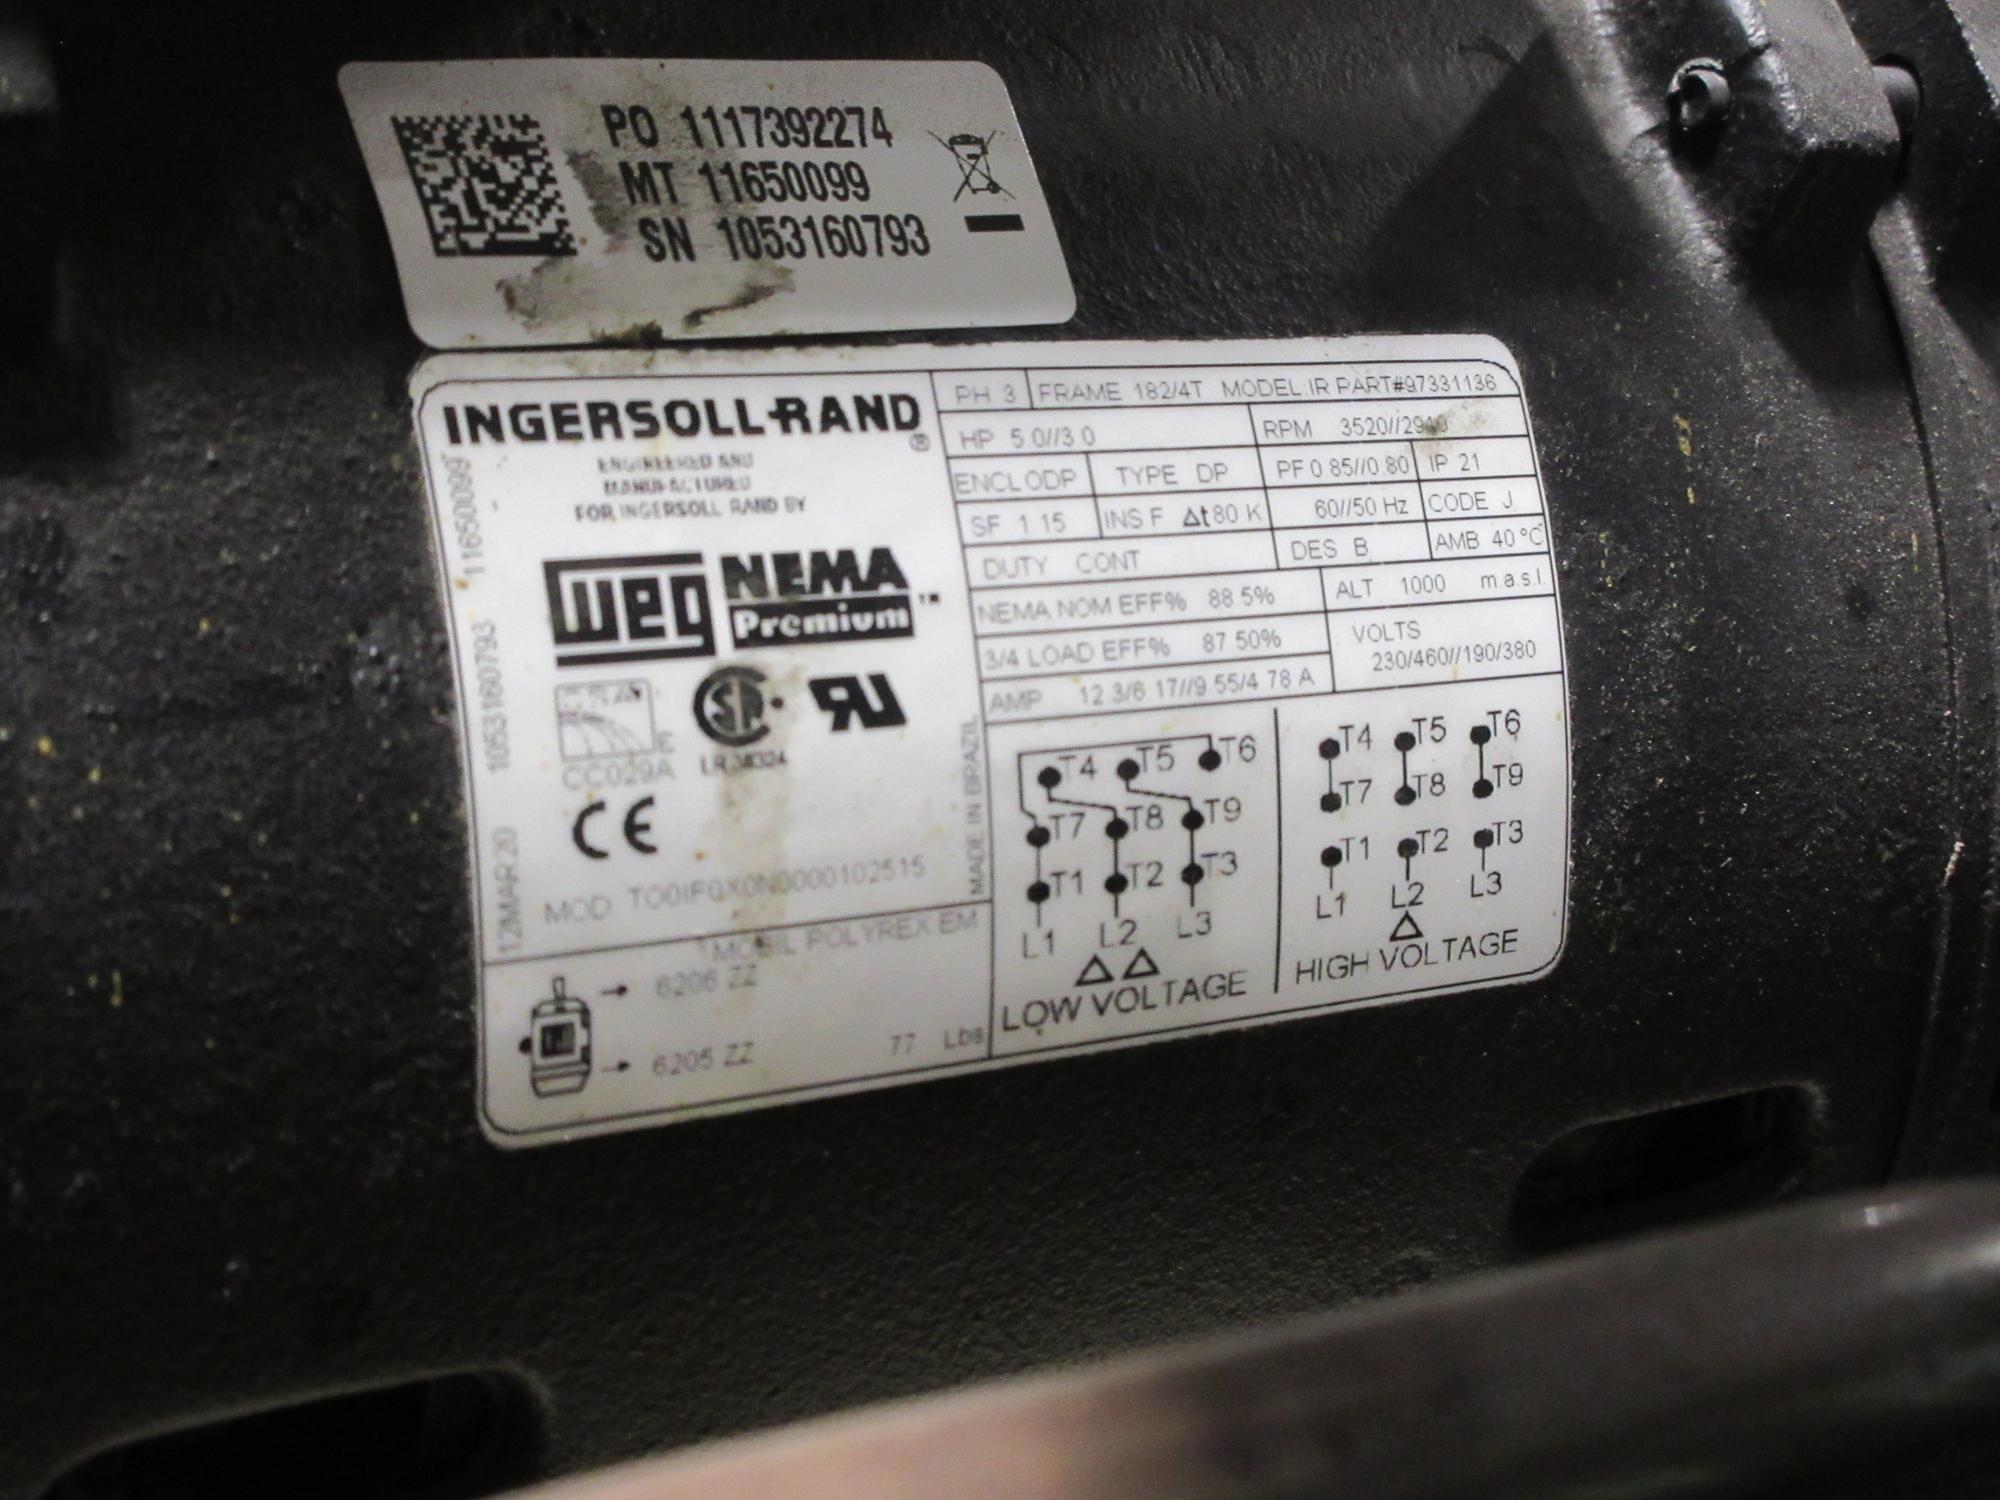 PO 1117392274
MT 11650099
SN 1053160793
INGERSOLL-RAND®
ENGINEERED AND
MANUFACTURED
FOR INGERSOLL RAND BY
WEG NEMA
Premium™
CSA E
CC029A
SA
LR 38324
RU
CE
MOD TO0IF0X0N0000102515
MOBIL POLYREX EM
6206 ZZ
6205 ZZ
77 Lbs
12MAR20 1053160793 11650099
MADE IN BRAZIL
PH 3 FRAME 182/4T MODEL:IR PART#97331136
HP 5.0//3.0 RPM 3520//2910
ENCL ODP TYPE DP PF 0.85//0.80 IP 21
SF 1.15 INS F Δt 80 K 60//50 Hz CODE J
DUTY CONT DES B AMB 40°C
NEMA NOM EFF% 88.5% ALT 1000 m.a.s.l.
3/4 LOAD EFF% 87.50% VOLTS
230/460//190/380
AMP 12.3/6.17//9.55/4.78 A
T4 T5 T6
T7 T8 T9
T1 T2 T3
L1 L2 L3
LOW VOLTAGE
T4 T5 T6
T7 T8 T9
T1 T2 T3
L1 L2 L3
HIGH VOLTAGE